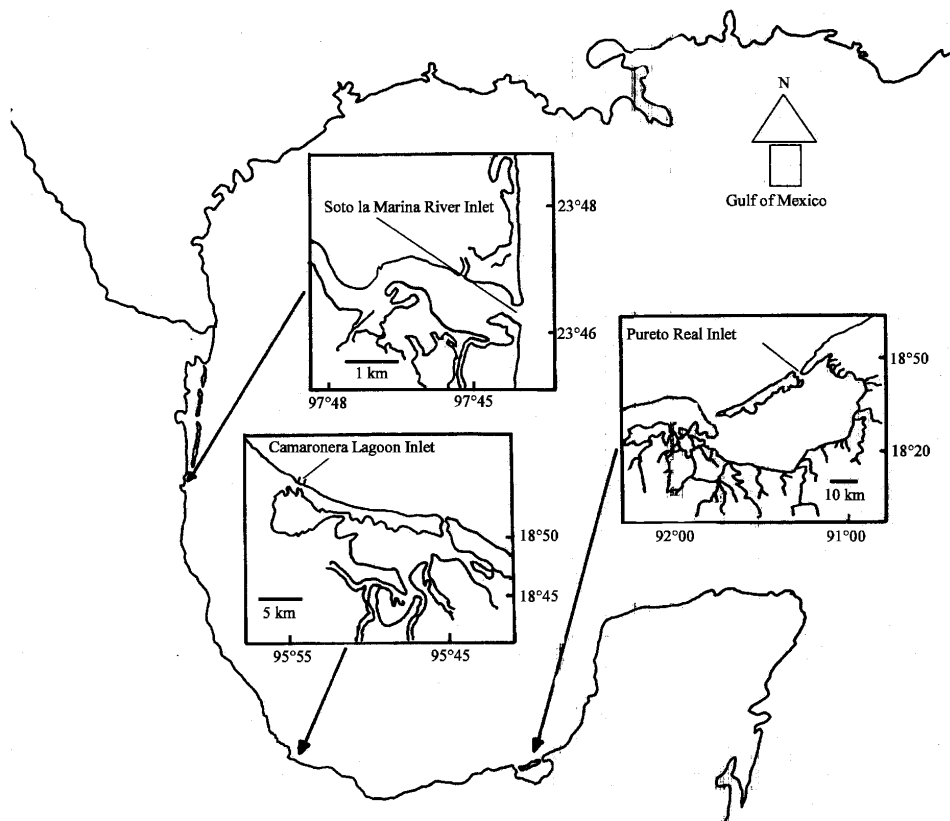 N
Gulf of Mexico
Soto la Marina River Inlet
23°48
23°46
1 km
97°48
97°45
Pureto Real Inlet
18°50
18°20
10 km
92°00
91°00
Camaronera Lagoon Inlet
18°50
18°45
5 km
95°55
95°45